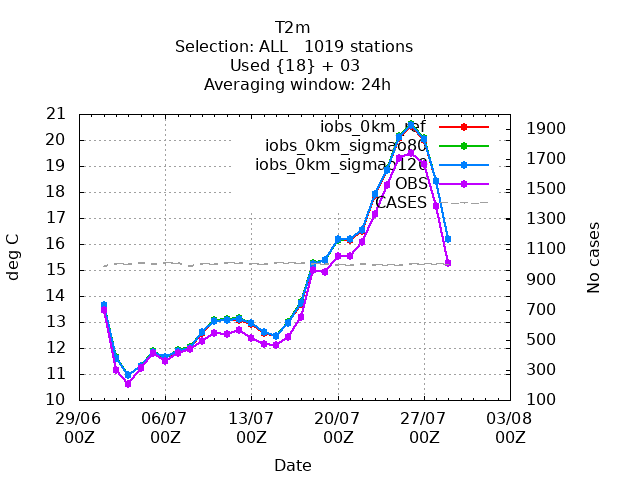 T2m
Selection: ALL 1019 stations
Used {18} + 03
Averaging window: 24h
21
20
19
18
17
16
15
14
13
12
11
10
deg C
1900
1700
1500
1300
1100
900
700
500
300
100
No cases
iobs_0km_ref
iobs_0km_sigmao80
iobs_0km_sigmao120
OBS
CASES
29/06 06/07 13/07 20/07 27/07 03/08
00Z 00Z 00Z 00Z 00Z 00Z
Date